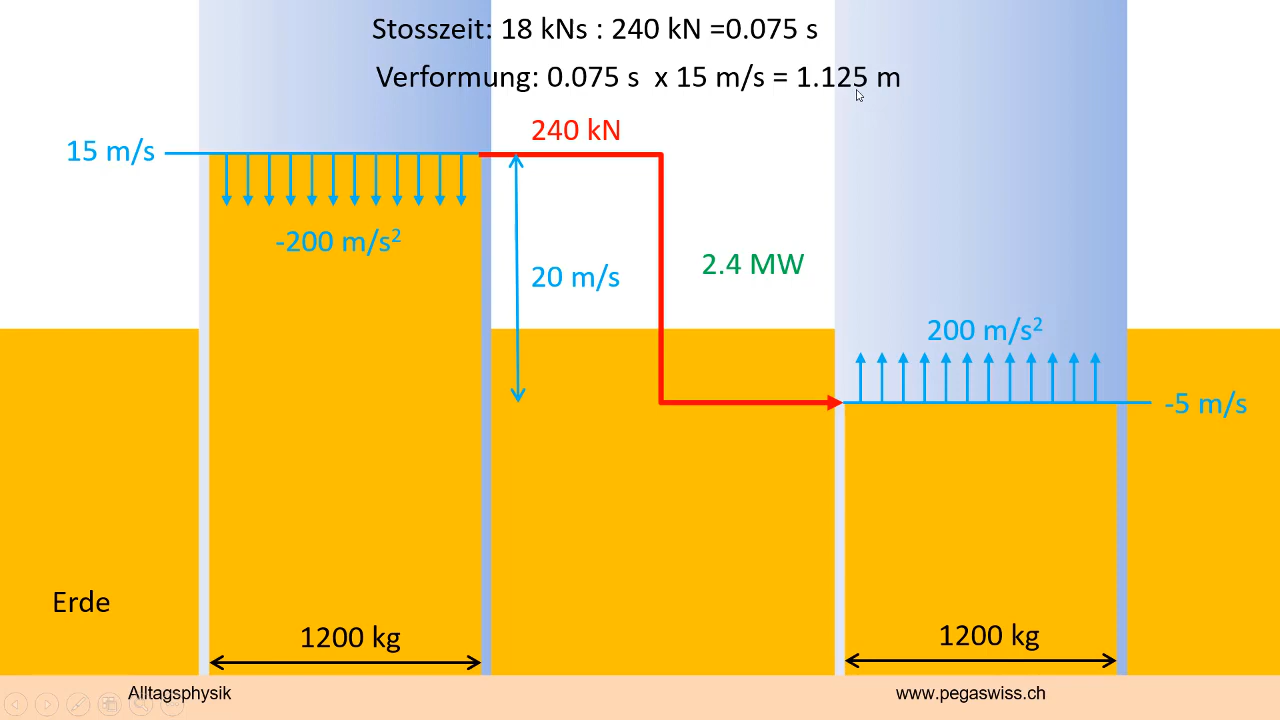 Stosszeit: 18 kNs : 240 kN =0.075 s
Verformung: 0.075 s x 15 m/s = 1.125 m
240 kN
15 m/s
-200 m/s²
20 m/s
2.4 MW
200 m/s²
-5 m/s
Erde
1200 kg
1200 kg
Alltagsphysik
www.pegaswiss.ch